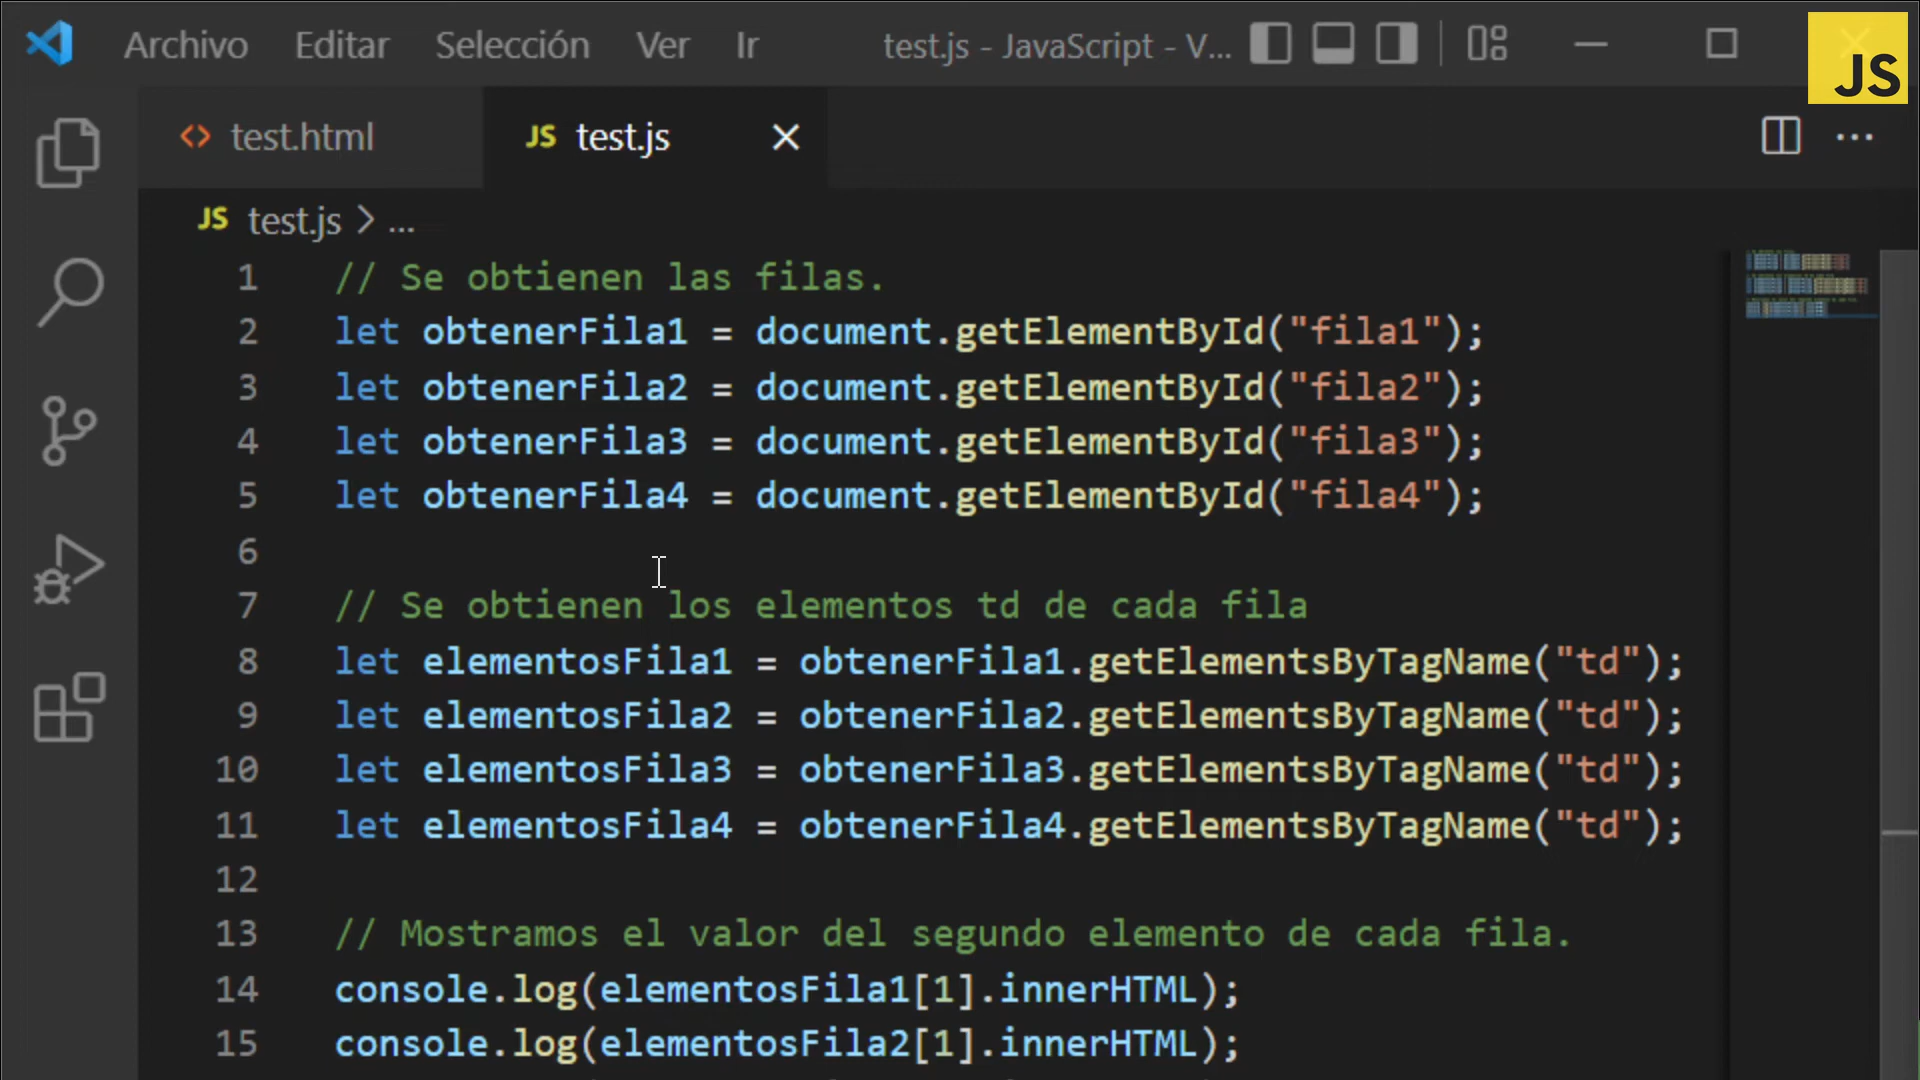 Archivo Editar Selección Ver Ir test.js - JavaScript - V...
JS
test.html JS test.js
JS test.js > ...
1 // Se obtienen las filas.
2 let obtenerFila1 = document.getElementById("fila1");
3 let obtenerFila2 = document.getElementById("fila2");
4 let obtenerFila3 = document.getElementById("fila3");
5 let obtenerFila4 = document.getElementById("fila4");
6
7 // Se obtienen los elementos td de cada fila
8 let elementosFila1 = obtenerFila1.getElementsByTagName("td");
9 let elementosFila2 = obtenerFila2.getElementsByTagName("td");
10 let elementosFila3 = obtenerFila3.getElementsByTagName("td");
11 let elementosFila4 = obtenerFila4.getElementsByTagName("td");
12
13 // Mostramos el valor del segundo elemento de cada fila.
14 console.log(elementosFila1[1].innerHTML);
15 console.log(elementosFila2[1].innerHTML);